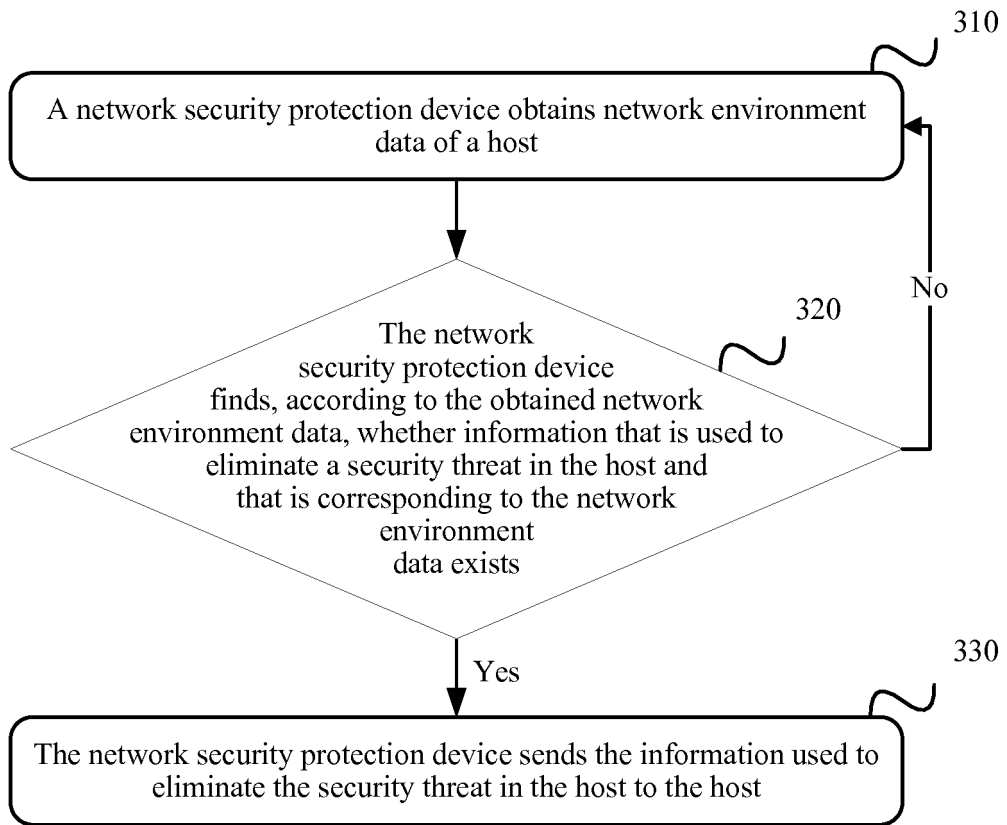 310
A network security protection device obtains network environment
data of a host
No
320
The network
security protection device
finds, according to the obtained network
environment data, whether information that is used to
eliminate a security threat in the host and
that is corresponding to the network
environment
data exists
Yes
330
The network security protection device sends the information used to
eliminate the security threat in the host to the host